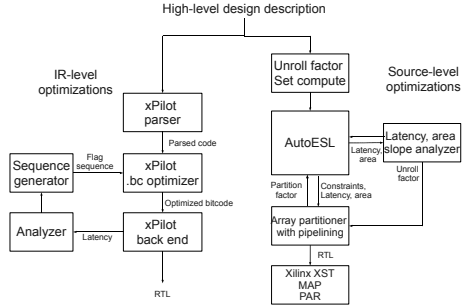 High-level design description
IR-level
optimizations
Unroll factor
Set compute
Source-level
optimizations
xPilot
parser
AutoESL
Latency, area
slope analyzer
Parsed code
Latency,
area
Flag
sequence
Sequence
generator
xPilot
.bc optimizer
Unroll
factor
Partition
factor
Constraints,
Latency, area
Optimized bitcode
Analyzer
xPilot
back end
Latency
Array partitioner
with pipelining
RTL
RTL
Xilinx XST
MAP
PAR